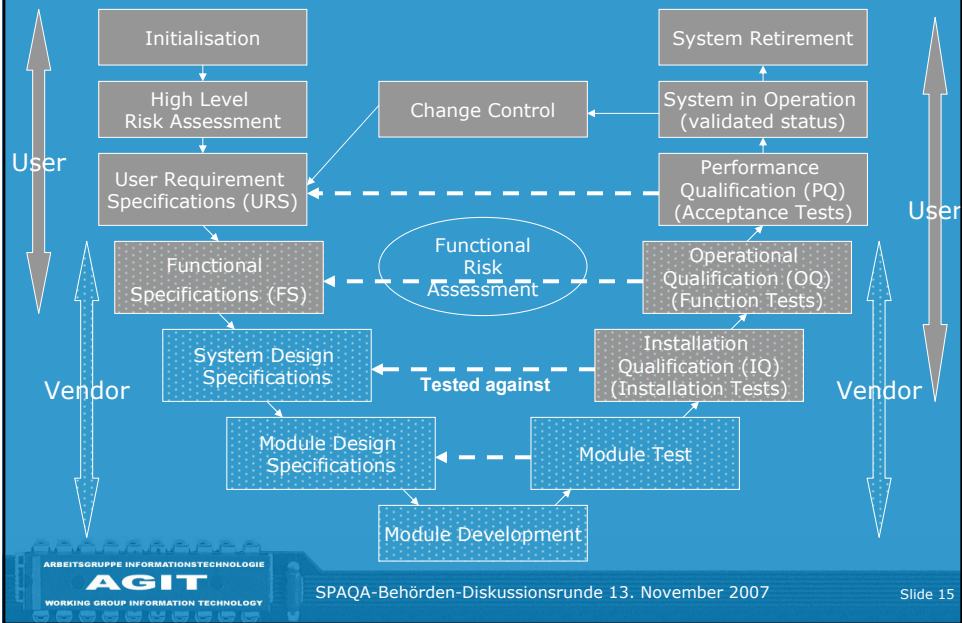 Initialisation
System Retirement
High Level
Risk Assessment
Change Control
System in Operation
(validated status)
User
User Requirement
Specifications (URS)
Performance
Qualification (PQ)
(Acceptance Tests)
User
Functional
Specifications (FS)
Functional
Risk
Assessment
Operational
Qualification (OQ)
(Function Tests)
System Design
Specifications
Tested against
Installation
Qualification (IQ)
(Installation Tests)
Vendor
Vendor
Module Design
Specifications
Module Test
Module Development
ARBEITSGRUPPE INFORMATIONSTECHNOLOGIE
AGIT
WORKING GROUP INFORMATION TECHNOLOGY
SPAQA-Behörden-Diskussionsrunde 13. November 2007
Slide 15